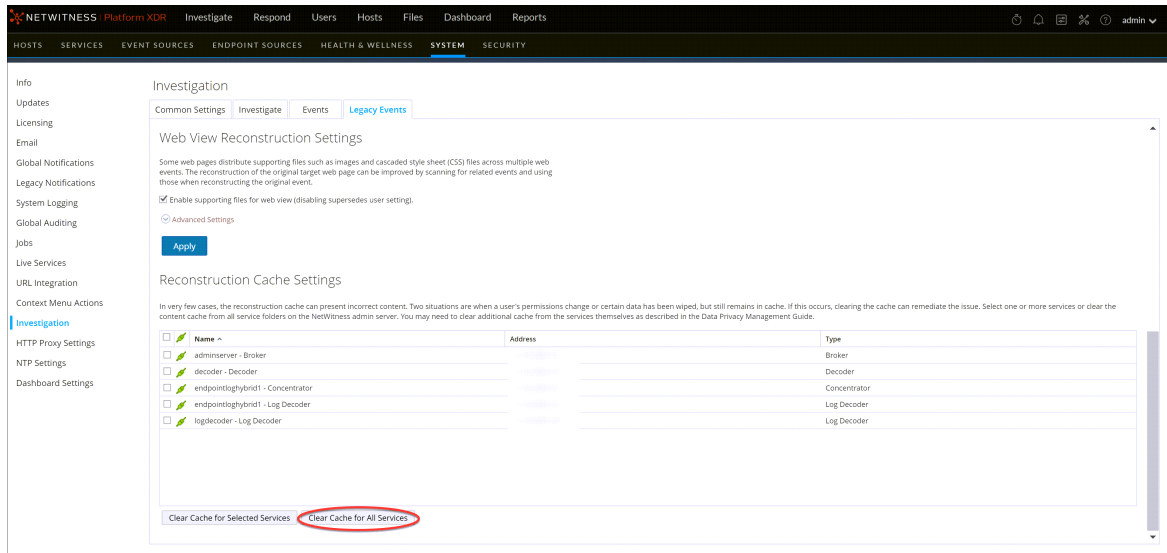 NETWITNESS Platform XDR Investigate Respond Users Hosts Files Dashboard Reports admin
HOSTS SERVICES EVENT SOURCES ENDPOINT SOURCES HEALTH & WELLNESS SYSTEM SECURITY
Info
Updates
Licensing
Email
Global Notifications
Legacy Notifications
System Logging
Global Auditing
Jobs
Live Services
URL Integration
Context Menu Actions
Investigation
HTTP Proxy Settings
NTP Settings
Dashboard Settings
Investigation
Common Settings Investigate Events Legacy Events
Web View Reconstruction Settings
Some web pages distribute supporting files such as images and cascaded style sheet (CSS) files across multiple web
events. The reconstruction of the original target web page can be improved by scanning for related events and using
those when reconstructing the original event.
Enable supporting files for web view (disabling supersedes user setting).
Advanced Settings
Apply
Reconstruction Cache Settings
In very few cases, the reconstruction cache can present incorrect content. Two situations are when a user's permissions change or certain data has been wiped, but still remains in cache. If this occurs, clearing the cache can remediate the issue. Select one or more services or clear the
content cache from all service folders on the NetWitness admin server. You may need to clear additional cache from the services themselves as described in the Data Privacy Management Guide.
Name Address Type
adminserver - Broker Broker
decoder - Decoder Decoder
endpointloghybrid1 - Concentrator Concentrator
endpointloghybrid1 - Log Decoder Log Decoder
logdecoder - Log Decoder Log Decoder
Clear Cache for Selected Services Clear Cache for All Services